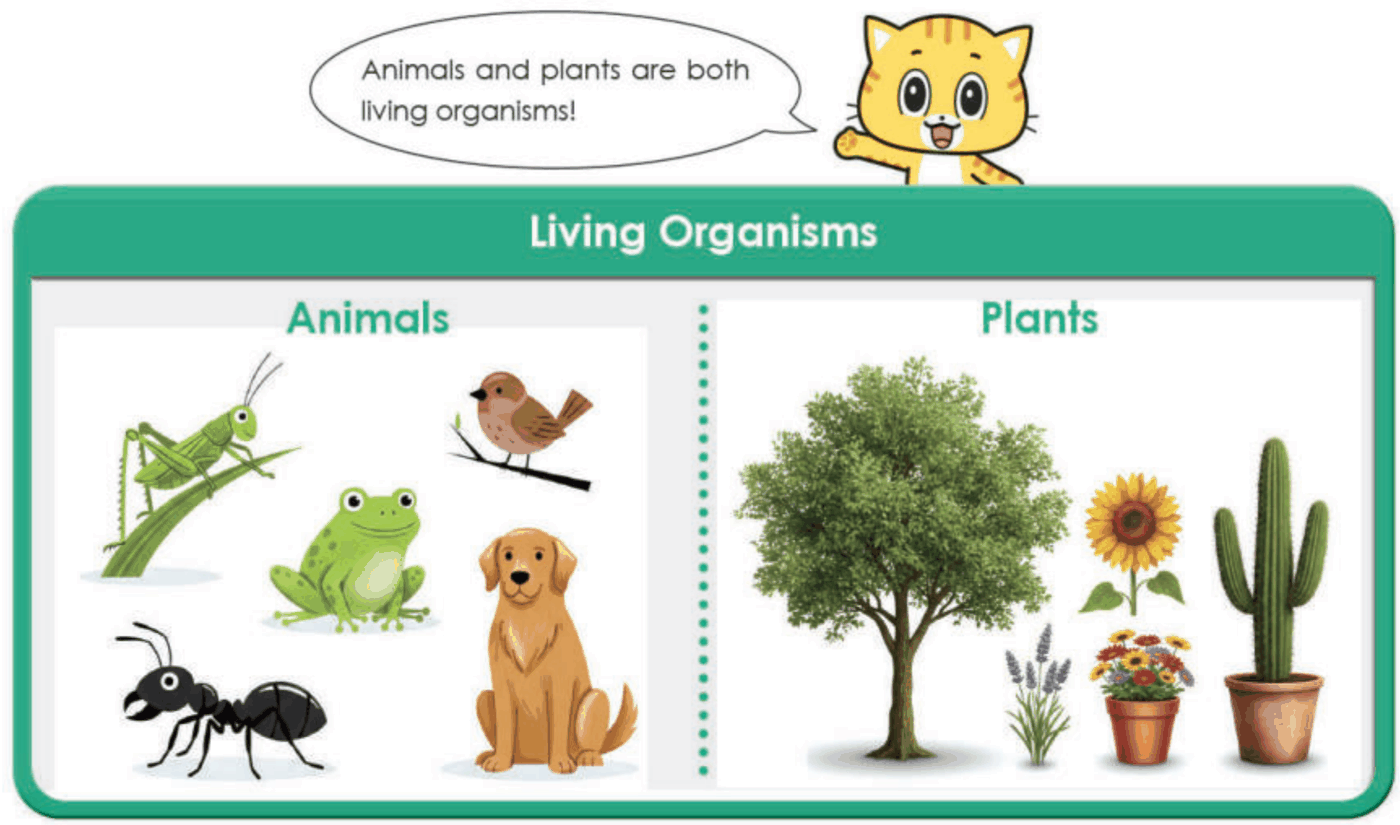 Animals and plants are both
living organisms!
Living Organisms
Animals
Plants